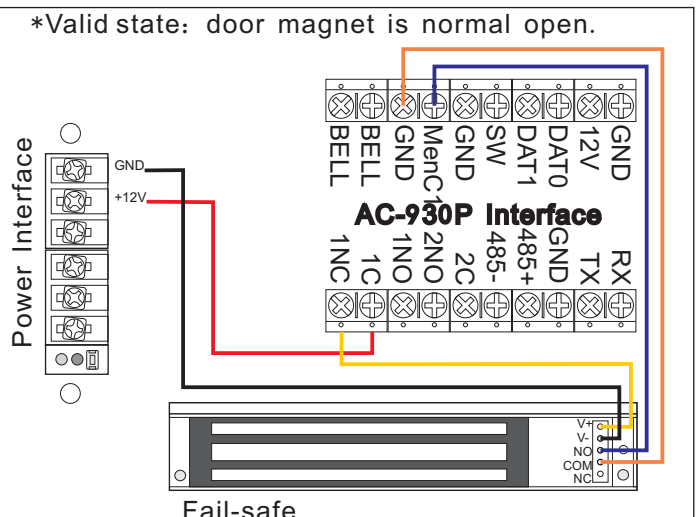 *Valid state: door magnet is normal open.
Power Interface
GND
+12V
BELL
BELL
GND
MenC1
GND
SW
DAT1
DAT0
12V
GND
AC-930P Interface
1NC
1C
1NO
2NO
2C
485-
485+
GND
TX
RX
V+
V-
NO
COM
NC
Fail-safe